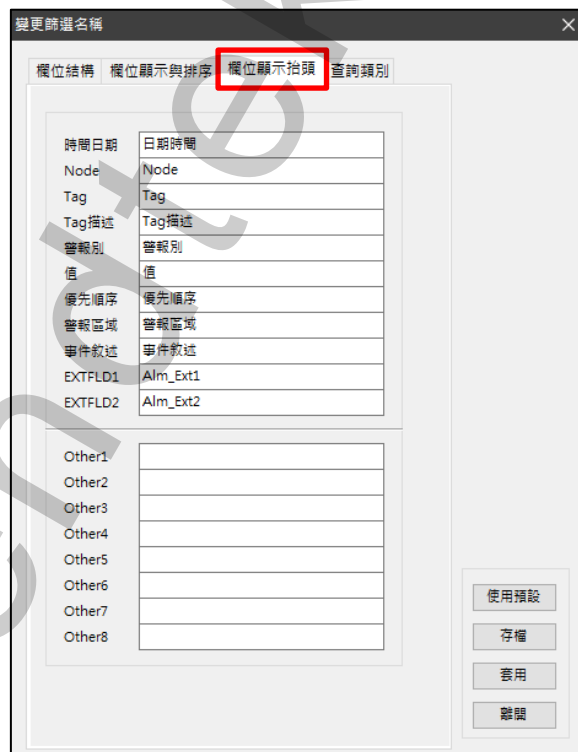 變更篩選名稱
欄位結構 欄位顯示與排序 欄位顯示抬頭 查詢類別
時間日期 日期時間
Node Node
Tag Tag
Tag描述 Tag描述
警報別 警報別
值 值
優先順序 優先順序
警報區域 警報區域
事件敘述 事件敘述
EXTFLD1 Alm_Ext1
EXTFLD2 Alm_Ext2
Other1
Other2
Other3
Other4
Other5
Other6
Other7
Other8
使用預設
存檔
套用
離開